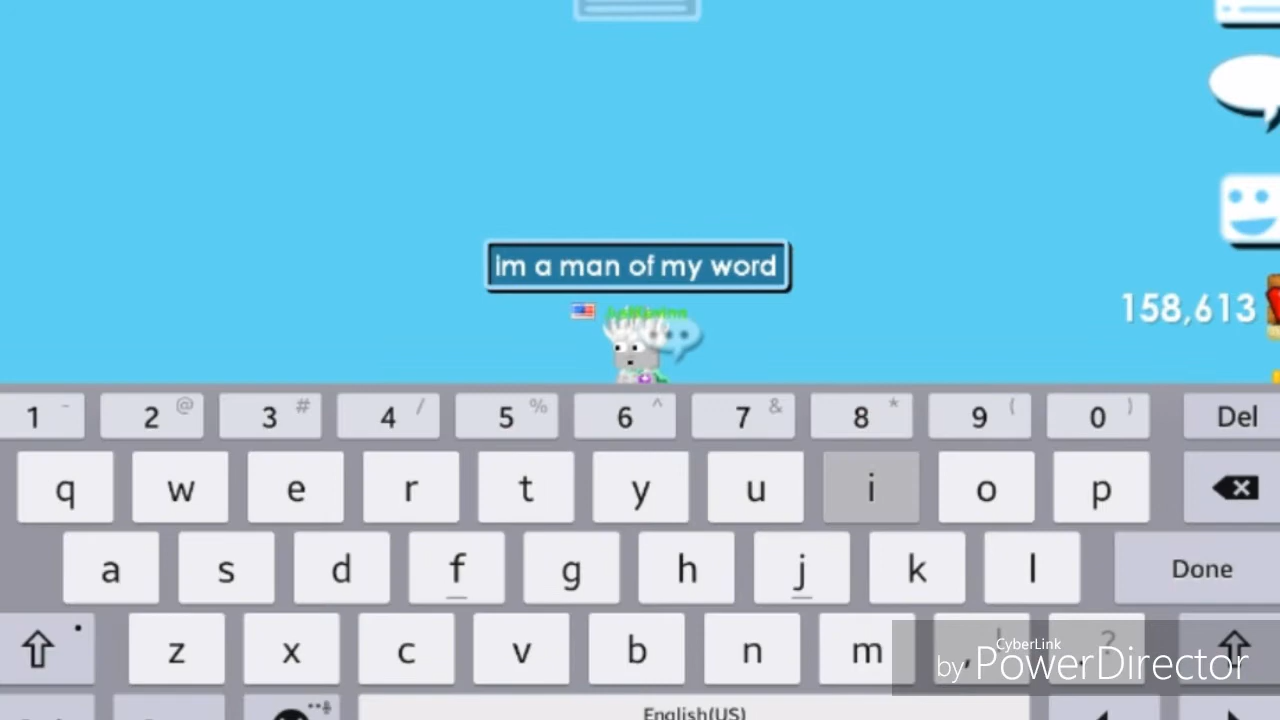 im a man of my word
158,613
1 - 2 @ 3 # 4 / 5 % 6 ^ 7 & 8 * 9 ( 0 ) Del
q w e r t y u i o p
a s d f g h j k l Done
z x c v b n m , ! . ?
CyberLink
by PowerDirector
English(US)